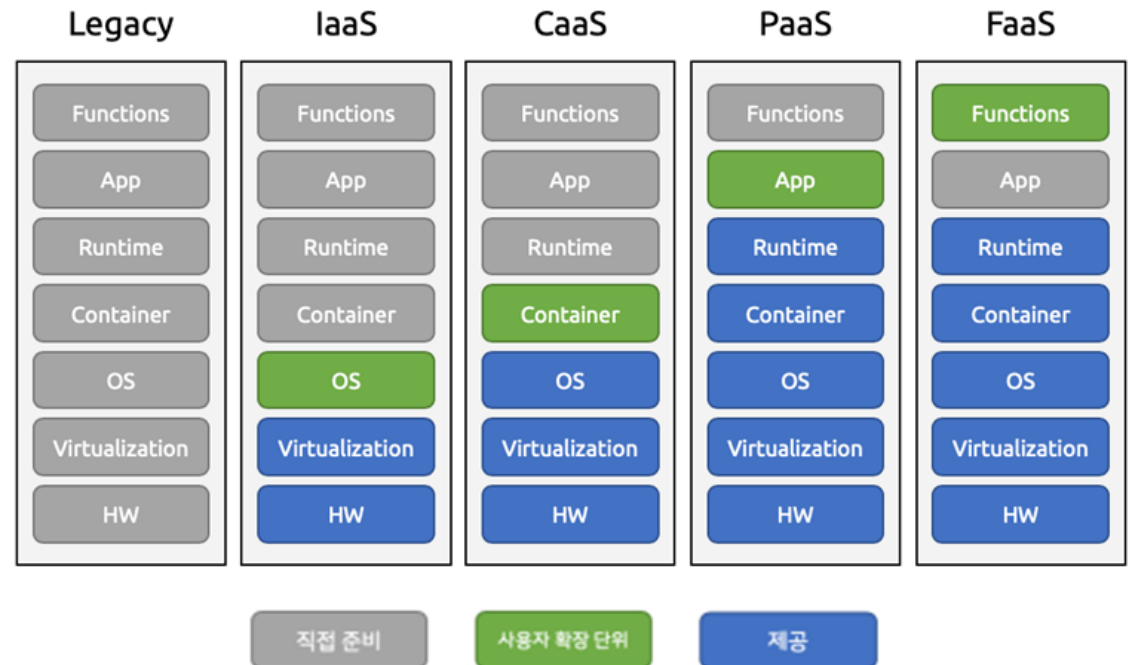 Legacy
IaaS
CaaS
PaaS
FaaS
Functions
App
Runtime
Container
OS
Virtualization
HW
Functions
App
Runtime
Container
OS
Virtualization
HW
Functions
App
Runtime
Container
OS
Virtualization
HW
Functions
App
Runtime
Container
OS
Virtualization
HW
Functions
App
Runtime
Container
OS
Virtualization
HW
직접 준비
사용자 확장 단위
제공